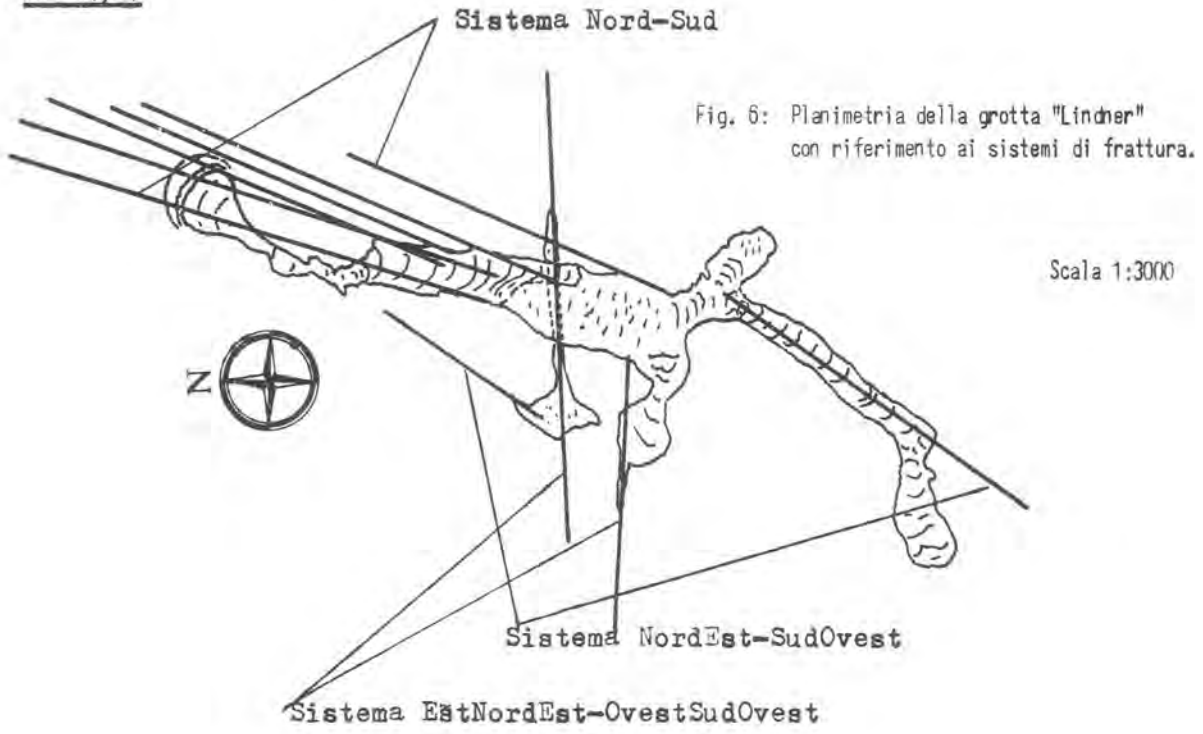 Sistema Nord-Sud
Fig. 6: Planimetria della grotta "Lindner"
con riferimento ai sistemi di frattura.
Scala 1:3000
N
Sistema NordEst-SudOvest
Sistema EstNordEst-OvestSudOvest